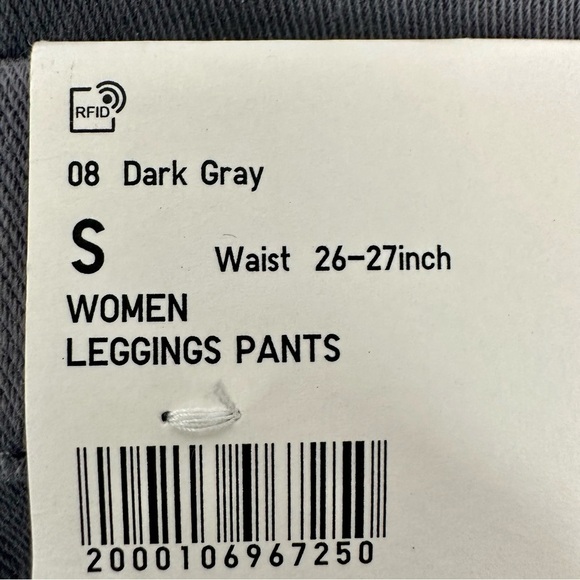 RFID
08 Dark Gray
S Waist 26-27inch
WOMEN
LEGGINGS PANTS
2000106967250